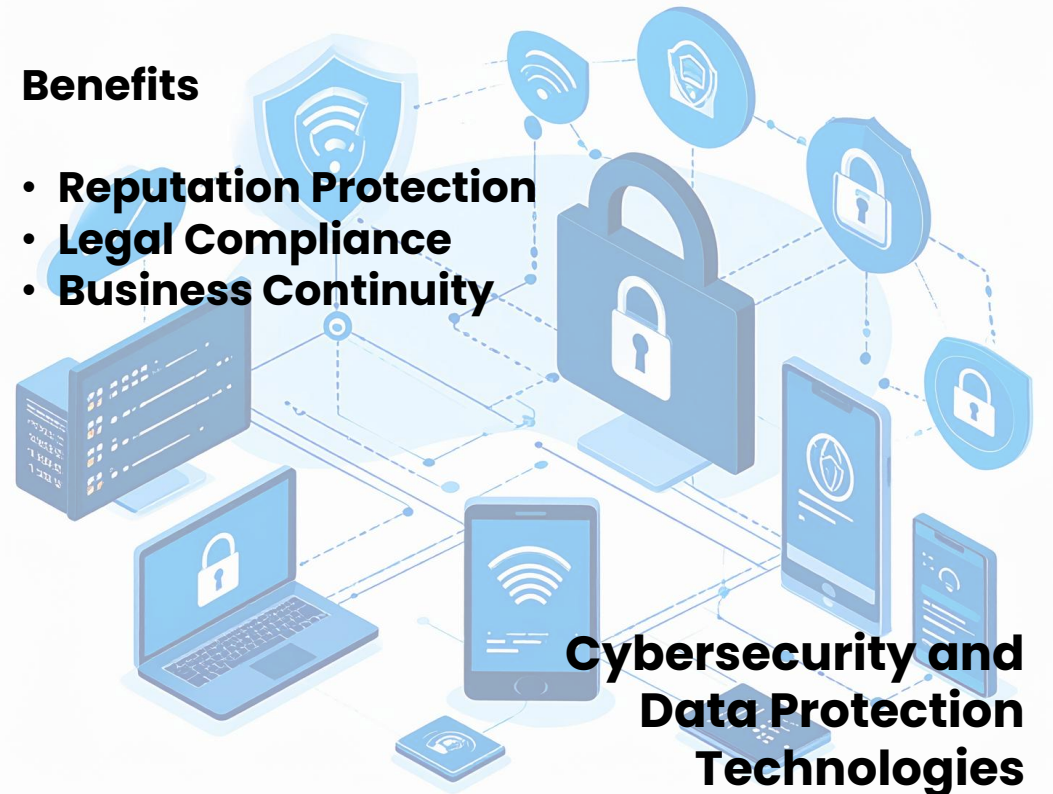 Benefits
• Reputation Protection
• Legal Compliance
• Business Continuity
Cybersecurity and
Data Protection
Technologies